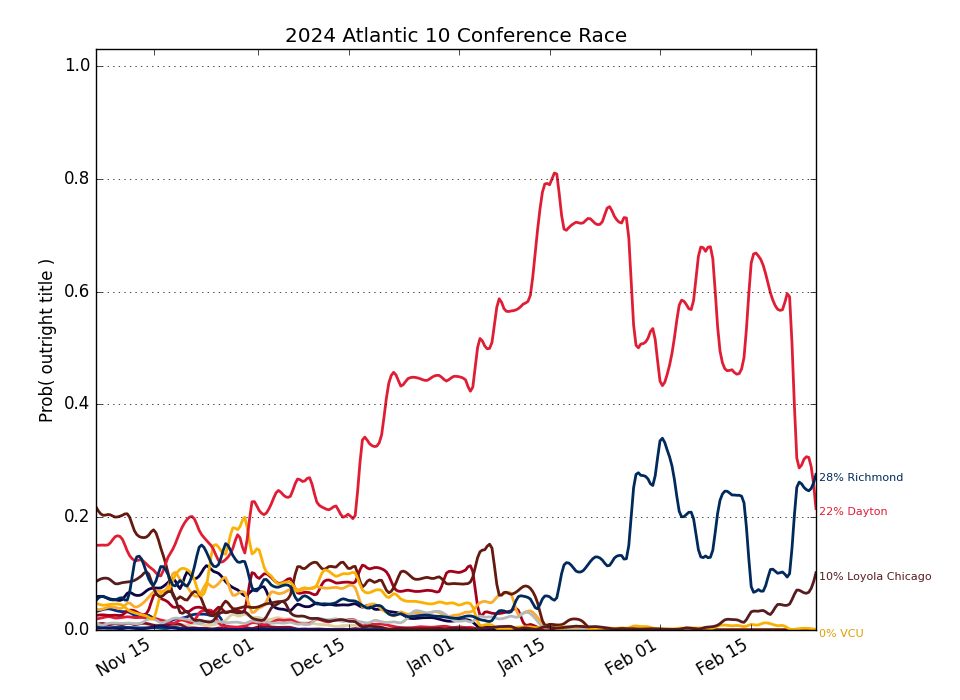 2024 Atlantic 10 Conference Race
Prob( outright title )
1.0
0.8
0.6
0.4
0.2
0.0
28% Richmond
22% Dayton
10% Loyola Chicago
0% VCU
Nov 15
Dec 01
Dec 15
Jan 01
Jan 15
Feb 01
Feb 15